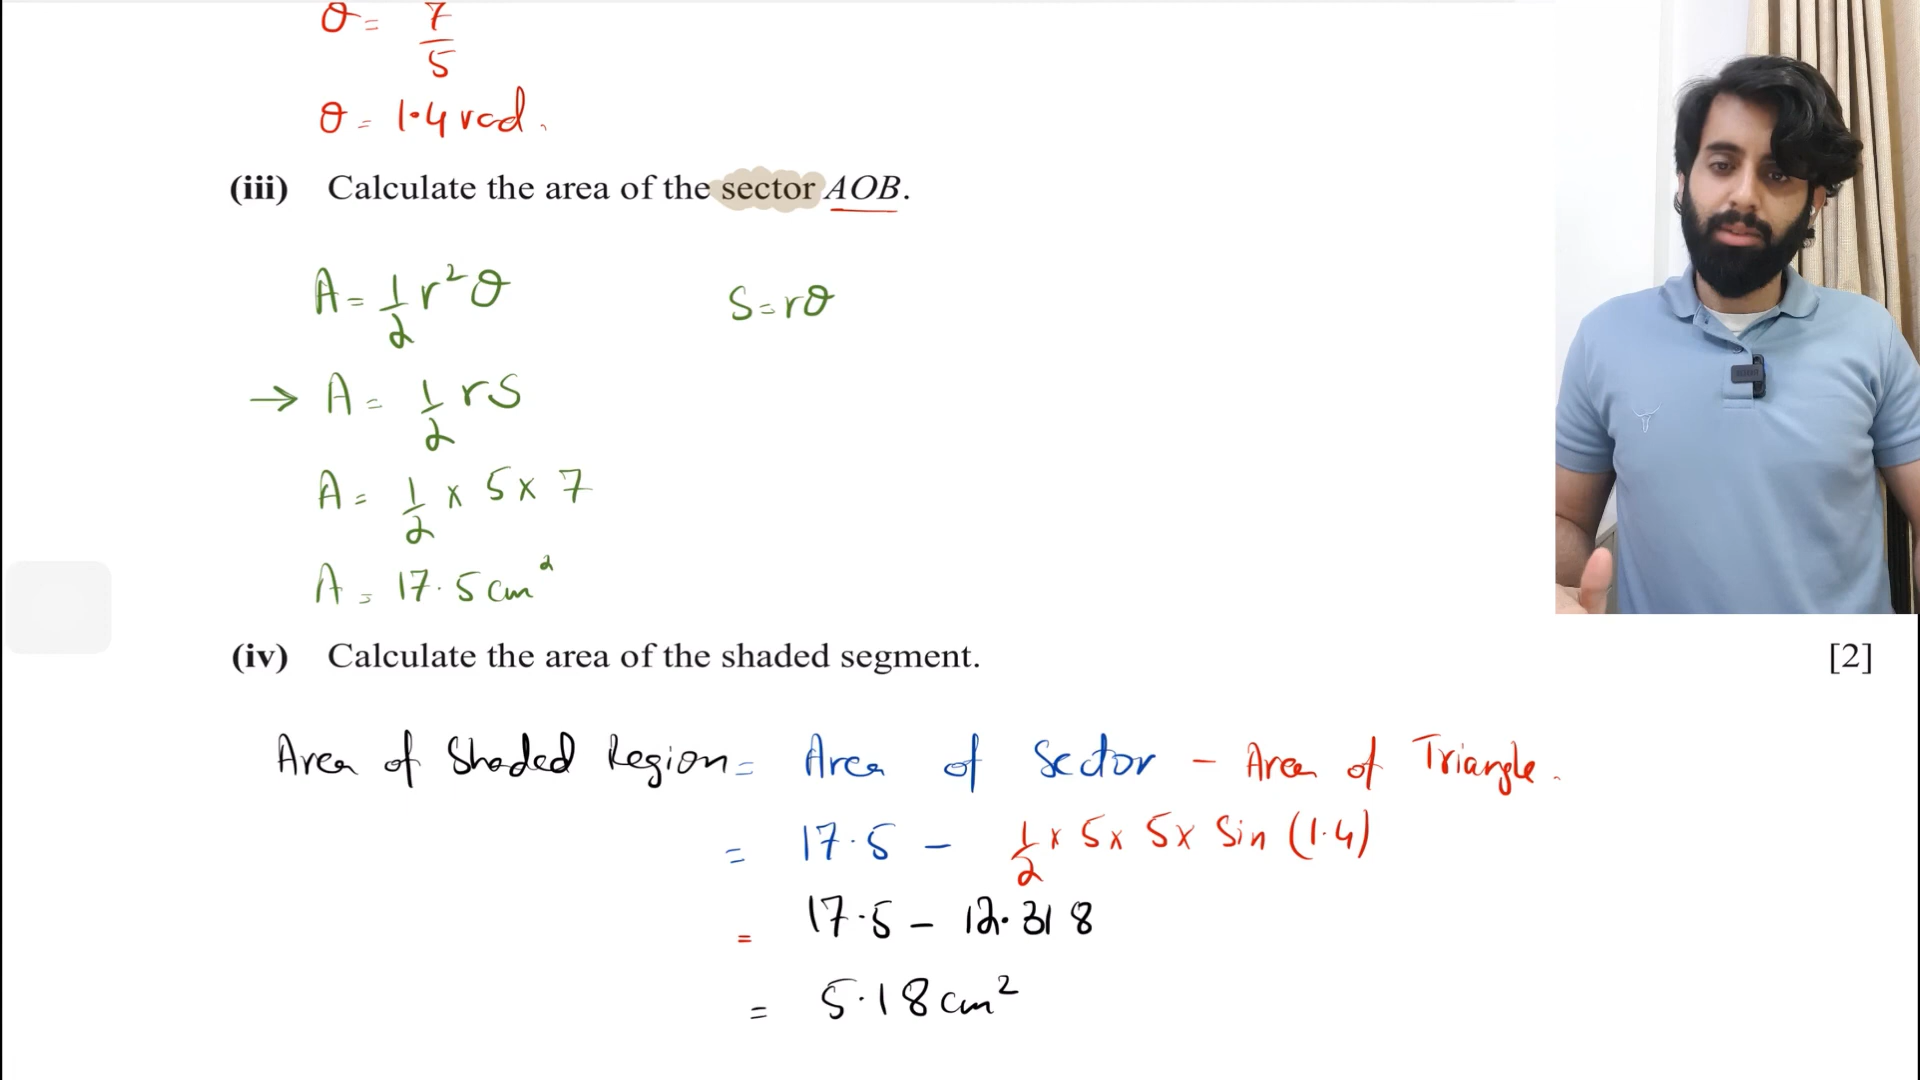 θ = 7/5
θ = 1.4 rad.
(iii) Calculate the area of the sector AOB.
A = 1/2 r²θ
S = rθ
→ A = 1/2 rS
A = 1/2 × 5 × 7
A = 17.5 cm²
(iv) Calculate the area of the shaded segment. [2]
Area of Shaded Region = Area of Sector - Area of Triangle.
= 17.5 - 1/2 × 5 × 5 × Sin (1.4)
= 17.5 - 12.318
= 5.18 cm²